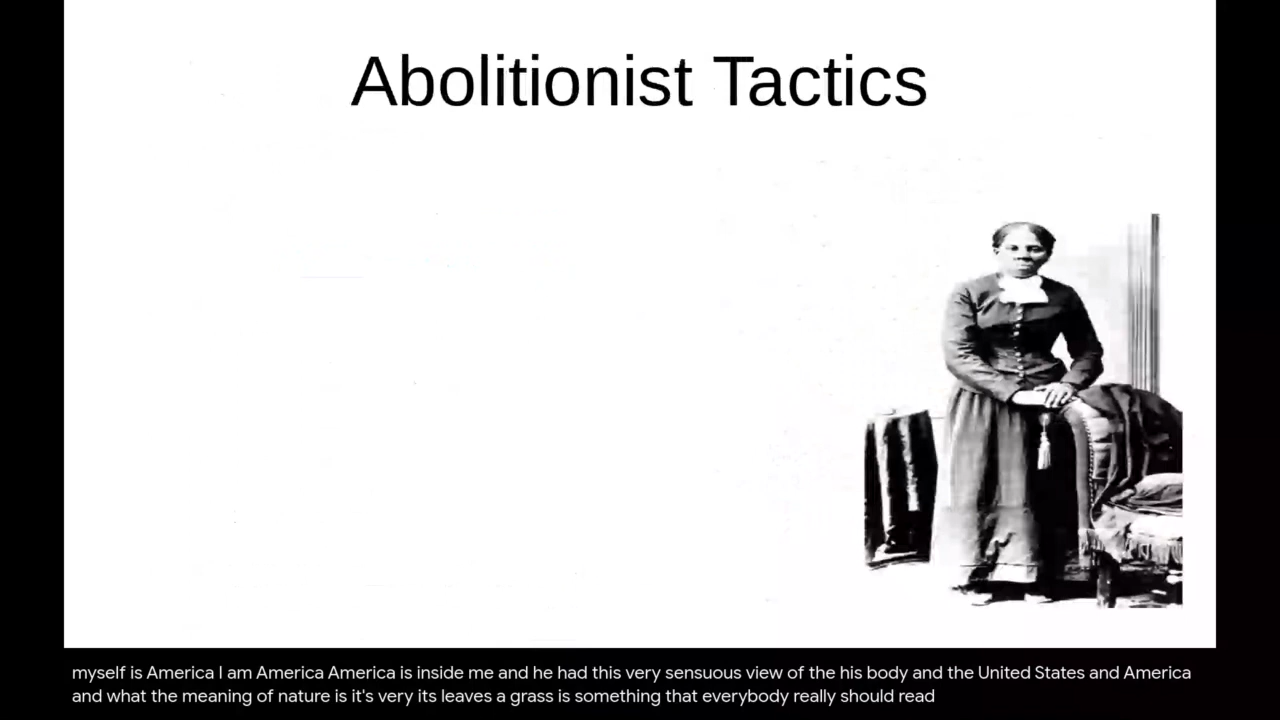 Abolitionist Tactics
myself is America I am America America is inside me and he had this very sensuous view of the his body and the United States and America
and what the meaning of nature is it's very its leaves a grass is something that everybody really should read